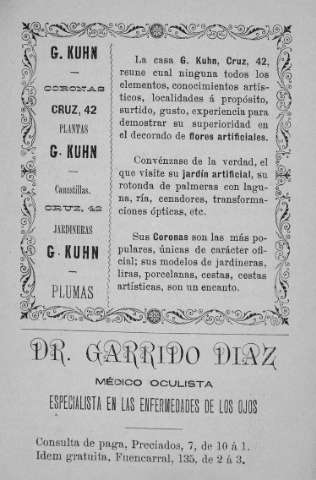 G. KUHN
CORONAS
CRUZ, 42
PLANTAS
G. KUHN
Canastillas.
CRUZ, 42
JARDINERAS
G. KUHN
PLUMAS
La casa G. Kuhn, Cruz, 42,
reune cual ninguna todos los
elementos, conocimientos artís-
ticos, localidades á propósito,
surtido, gusto, experiencia para
demostrar su superioridad en
el decorado de flores artificiales.
Convénzase de la verdad, el
que visite su jardín artificial, su
rotonda de palmeras con lagu-
na, ría, cenadores, transforma-
ciones ópticas, etc.
Sus Coronas son las más po-
pulares, únicas de carácter ofi-
cial; sus modelos de jardineras,
liras, porcelanas, cestas, cestas
artísticas, son un encanto.
DR. GARRIDO DIAZ
MÉDICO OCULISTA
ESPECIALISTA EN LAS ENFERMEDADES DE LOS OJOS
Consulta de paga, Preciados, 7, de 10 á 1.
Idem gratuita, Fuencarral, 135, de 2 á 3.